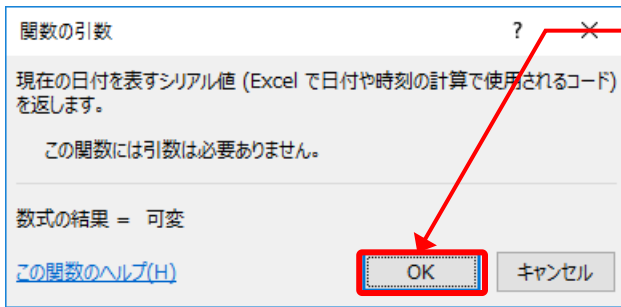 関数の引数 ? ×
現在の日付を表すシリアル値 (Excel で日付や時刻の計算で使用されるコード)
を返します。
この関数には引数は必要ありません。
数式の結果 = 可変
この関数のヘルプ(H) OK キャンセル